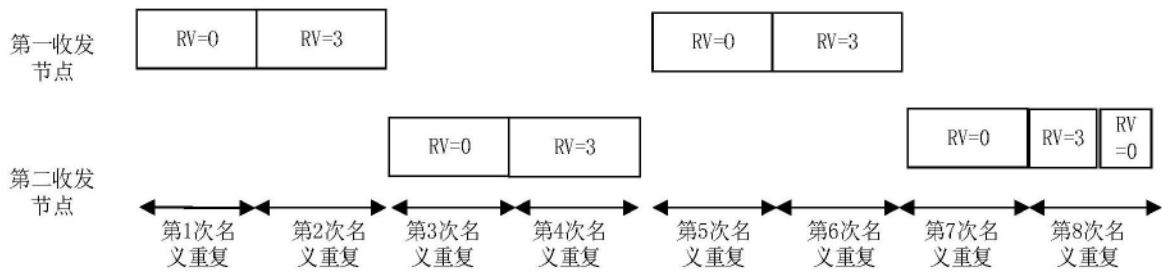 第一收发
节点
RV=0
RV=3
RV=0
RV=3
第二收发
节点
RV=0
RV=3
RV=0
RV=3
RV
=0
第1次名
义重复
第2次名
义重复
第3次名
义重复
第4次名
义重复
第5次名
义重复
第6次名
义重复
第7次名
义重复
第8次名
义重复